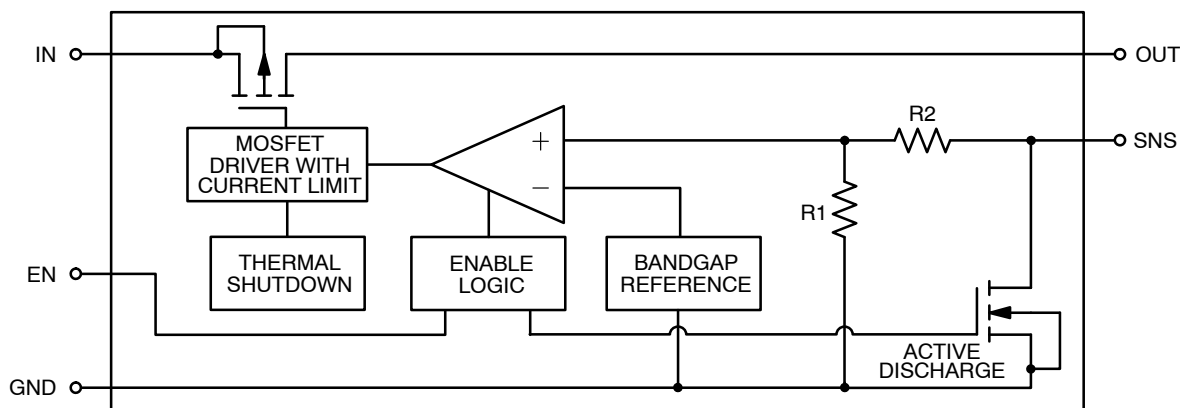 IN
OUT
R2
SNS
MOSFET
DRIVER WITH
CURRENT LIMIT
+
−
R1
THERMAL
SHUTDOWN
ENABLE
LOGIC
BANDGAP
REFERENCE
EN
ACTIVE
DISCHARGE
GND